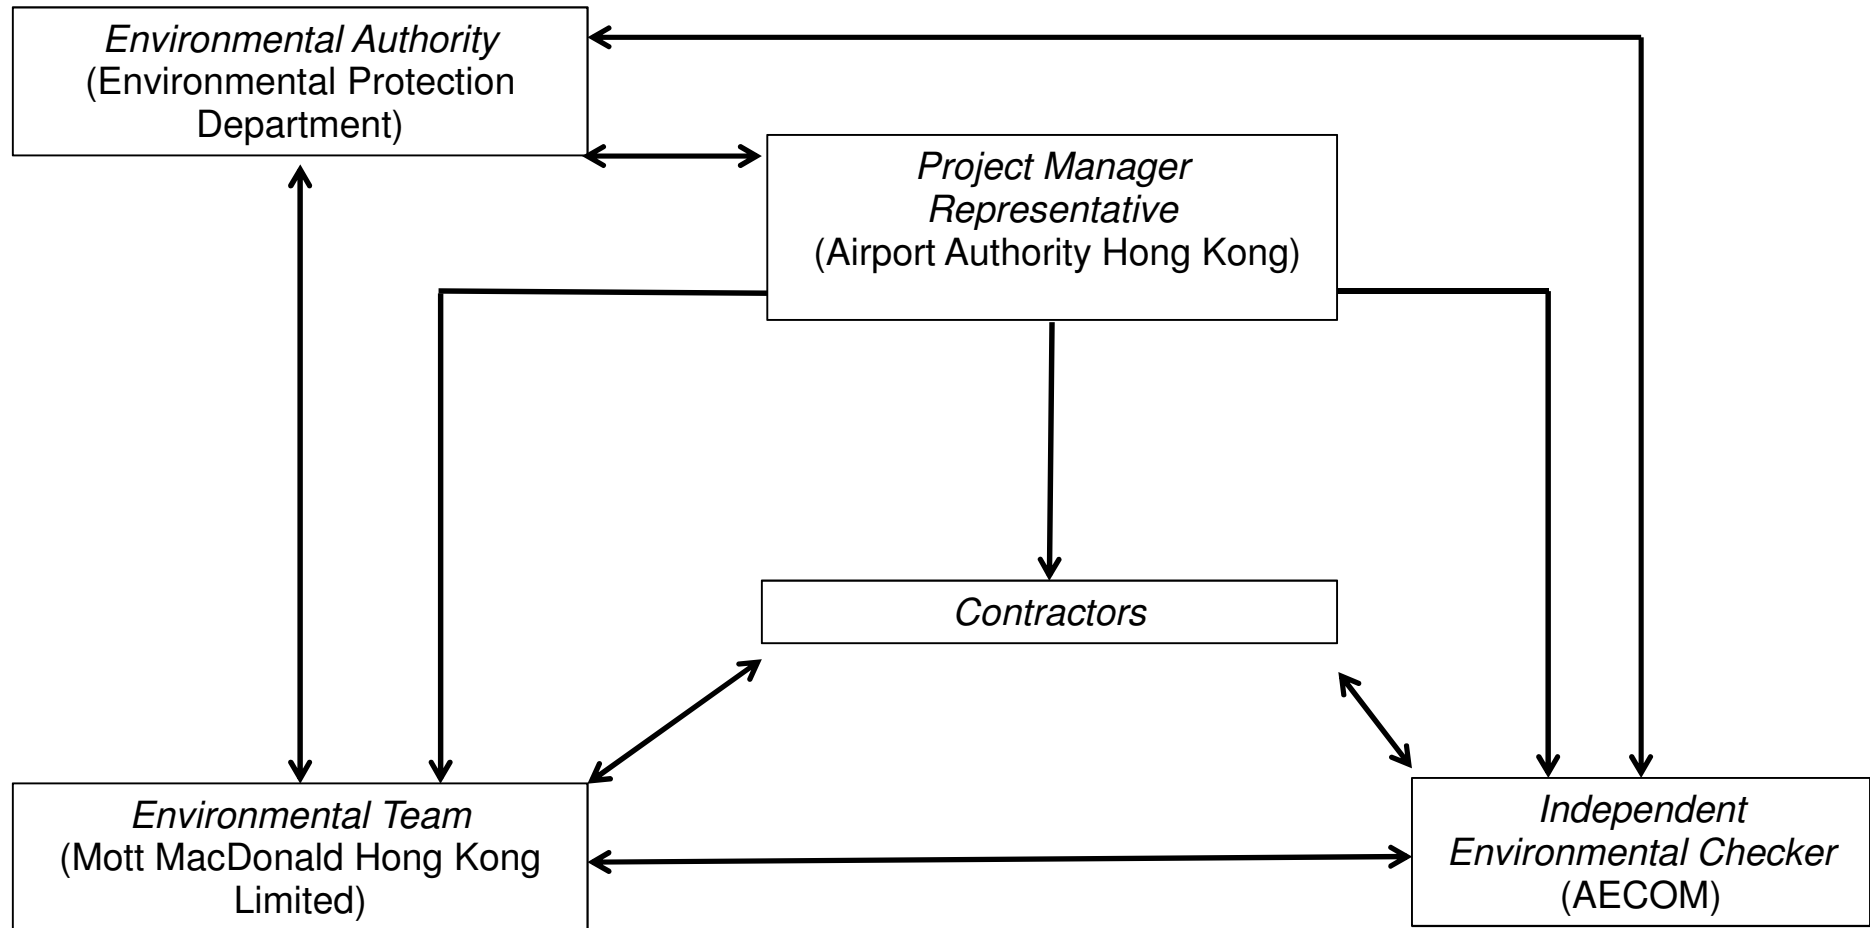 Environmental Authority
(Environmental Protection
Department)
Project Manager
Representative
(Airport Authority Hong Kong)
Contractors
Environmental Team
(Mott MacDonald Hong Kong
Limited)
Independent
Environmental Checker
(AECOM)